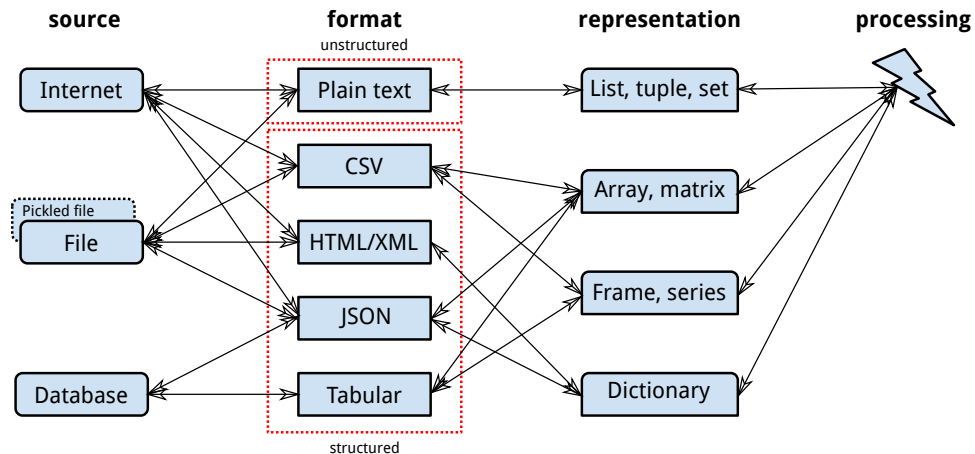 source
format
representation
processing
unstructured
Internet
Plain text
List, tuple, set
CSV
Array, matrix
Pickled file
File
HTML/XML
Frame, series
JSON
Database
Tabular
Dictionary
structured